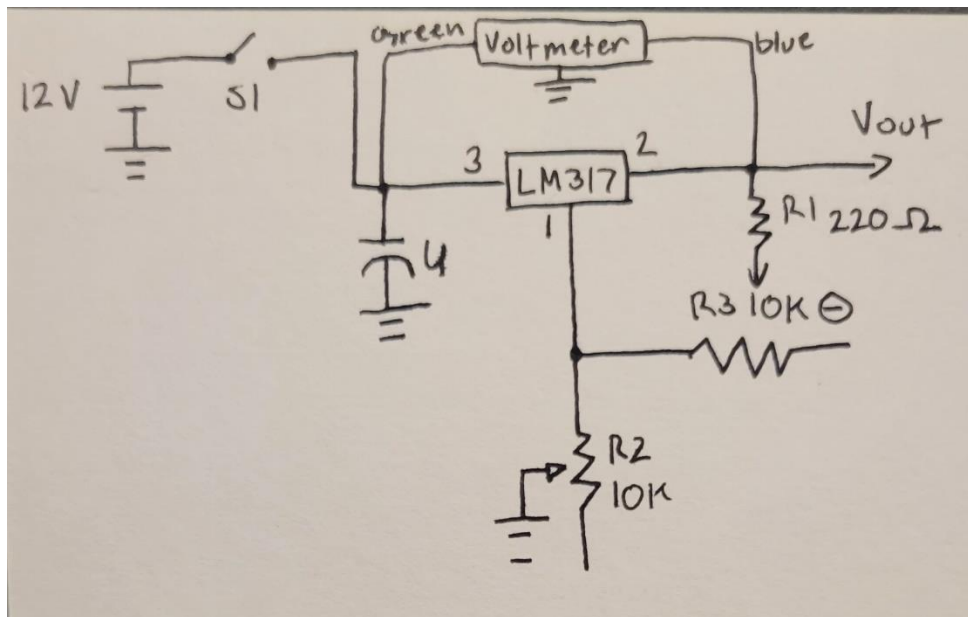 green
Voltmeter
blue
12V
S1
Vout
3
LM317
2
1
R1 220Ω
R3 10K ⊖
R2
10K